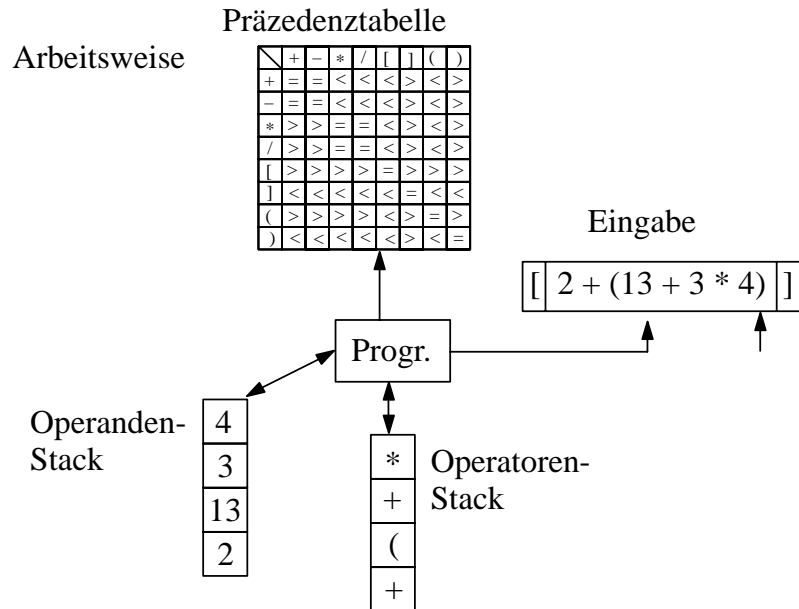 Präzedenztabelle
Arbeitsweise
+ − * / [ ] ( )
+ = = < < < > < >
− = = < < < > < >
* > > = = < > < >
/ > > = = < > < >
[ > > > > = > > >
] < < < < < = < <
( > > > > < > = >
) < < < < < > < =
Eingabe
[ 2 + (13 + 3 * 4) ]
Progr.
Operanden-
Stack
4
3
13
2
*
+
(
+
Operatoren-
Stack